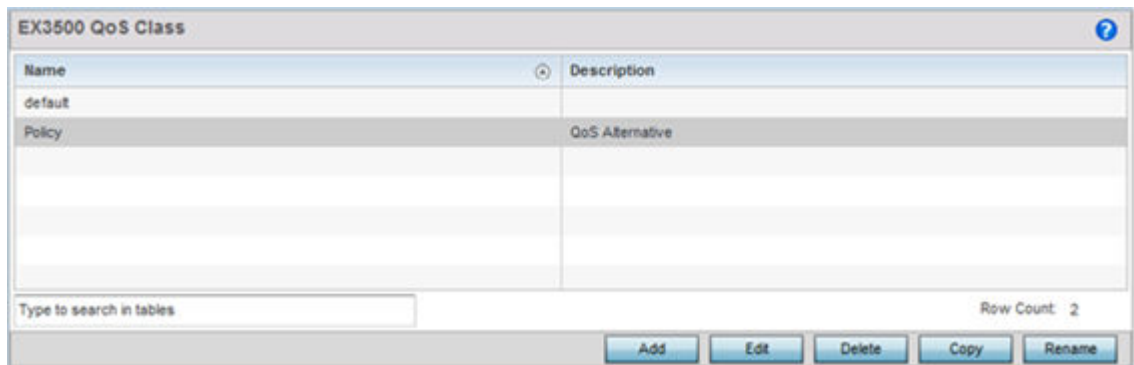 EX3500 QoS Class
?
Name Description
default
Policy QoS Alternative
Type to search in tables Row Count: 2
Add Edit Delete Copy Rename